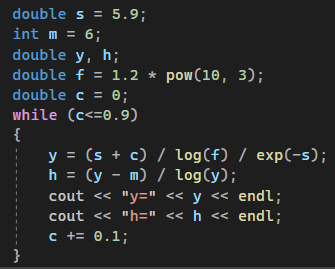 double s = 5.9;
int m = 6;
double y, h;
double f = 1.2 * pow(10, 3);
double c = 0;
while (c<=0.9)
{
y = (s + c) / log(f) / exp(-s);
h = (y - m) / log(y);
cout << "y=" << y << endl;
cout << "h=" << h << endl;
c += 0.1;
}